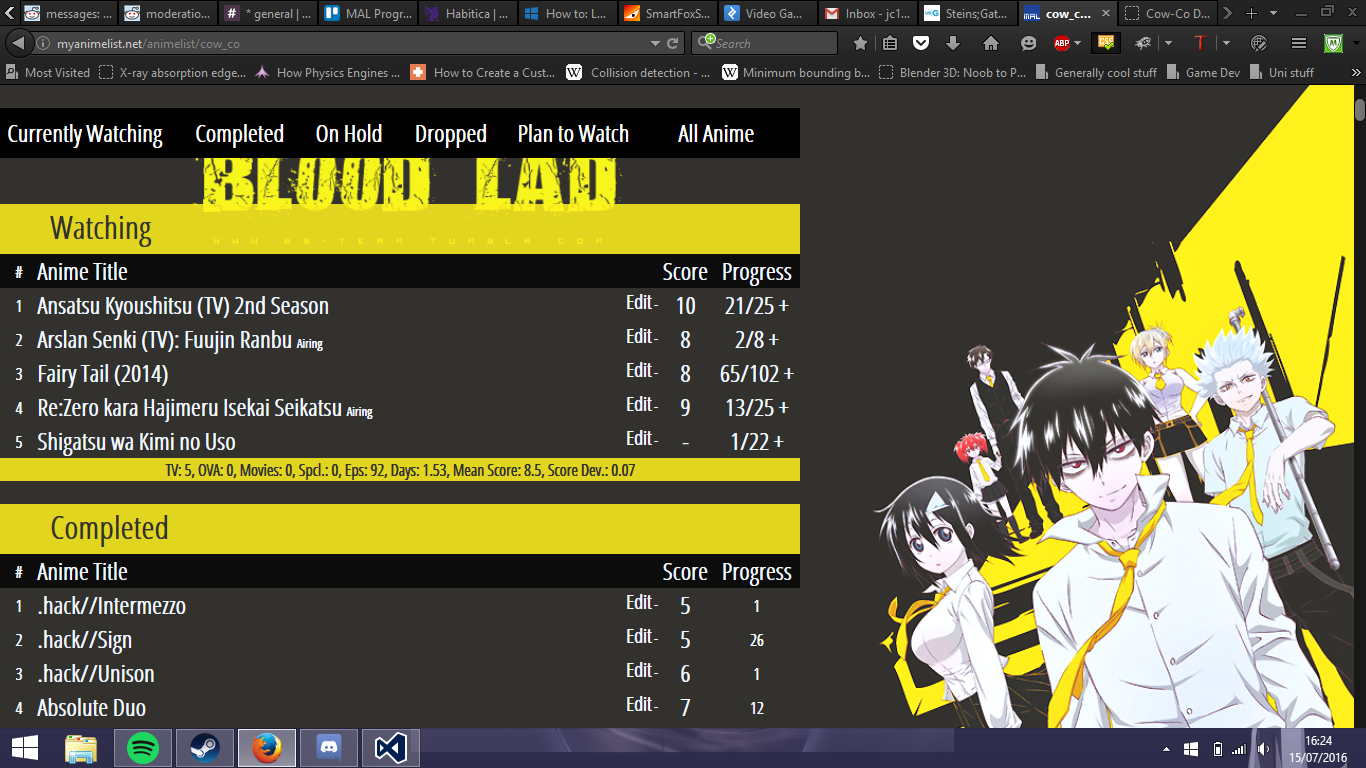 messages: ...
moderatio...
* general | ...
MAL Progr...
Habitica | ...
How to: L...
SmartFoxS...
Video Ga...
Inbox - jc1...
Steins;Gat...
cow_c...
Cow-Co D...
myanimelist.net/animelist/cow_co
Search
Most Visited
X-ray absorption edge...
How Physics Engines ...
How to Create a Cust...
Collision detection - ...
Minimum bounding b...
Blender 3D: Noob to P...
Generally cool stuff
Game Dev
Uni stuff
Currently Watching Completed On Hold Dropped Plan to Watch All Anime
BLOOD LAD
Watching
WWW.BG-TEAM.TUMBLR.COM
# Anime Title Score Progress
1 Ansatsu Kyoushitsu (TV) 2nd Season Edit - 10 21/25 +
2 Arslan Senki (TV): Fuujin Ranbu Airing Edit - 8 2/8 +
3 Fairy Tail (2014) Edit - 8 65/102 +
4 Re:Zero kara Hajimeru Isekai Seikatsu Airing Edit - 9 13/25 +
5 Shigatsu wa Kimi no Uso Edit - - 1/22 +
TV: 5, OVA: 0, Movies: 0, Spcl.: 0, Eps: 92, Days: 1.53, Mean Score: 8.5, Score Dev.: 0.07
Completed
# Anime Title Score Progress
1 .hack//Intermezzo Edit - 5 1
2 .hack//Sign Edit - 5 26
3 .hack//Unison Edit - 6 1
4 Absolute Duo Edit - 7 12
16:24
15/07/2016